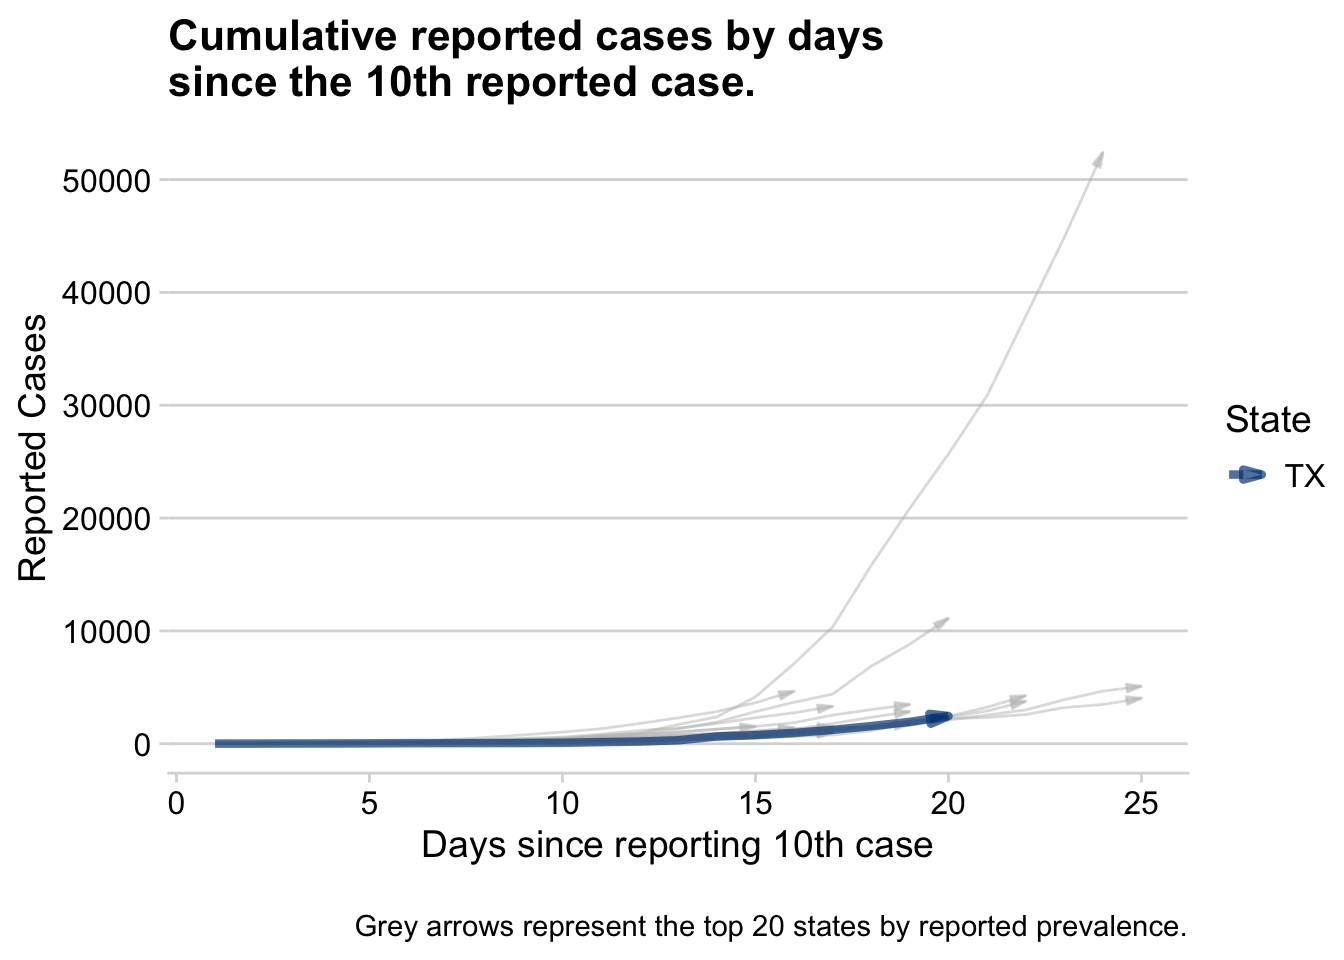 Cumulative reported cases by days
since the 10th reported case.
50000
40000
30000
20000
10000
0
Reported Cases
0 5 10 15 20 25
Days since reporting 10th case
State
TX
Grey arrows represent the top 20 states by reported prevalence.